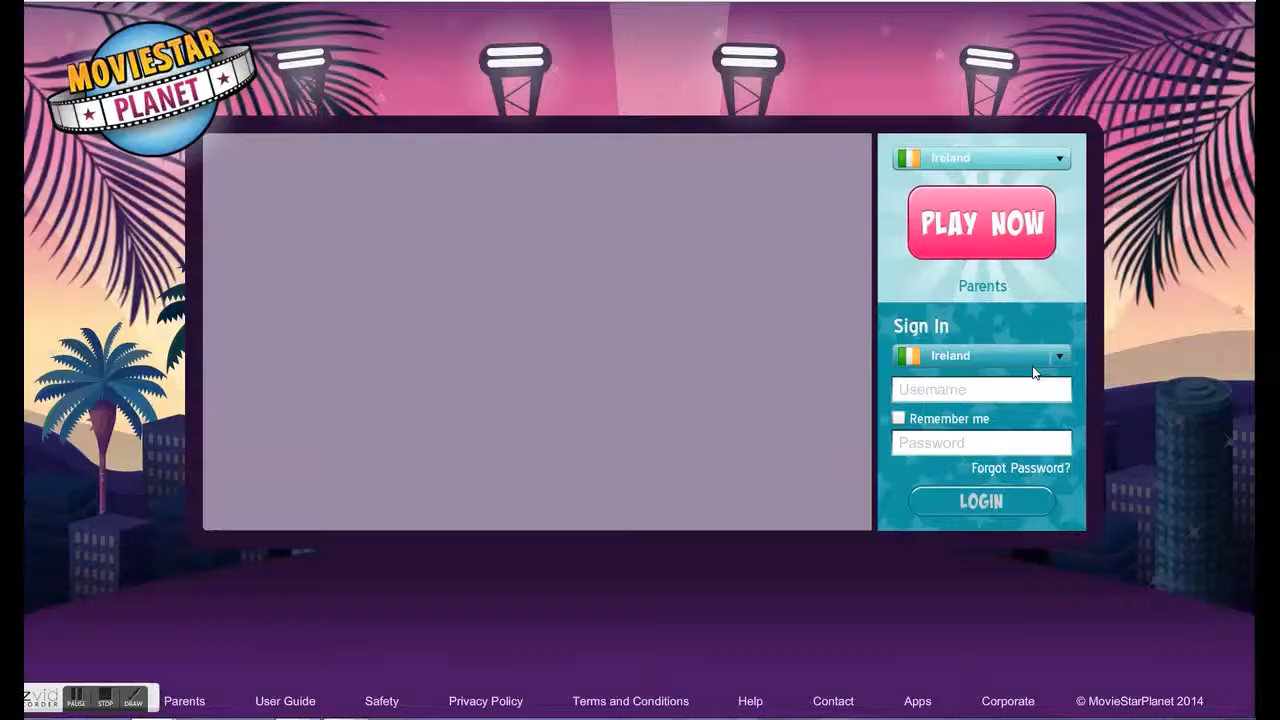 MOVIESTAR
PLANET
Ireland
PLAY NOW
Parents
Sign In
Ireland
Username
Remember me
Password
Forgot Password?
LOGIN
PAUSE
STOP
DRAW
Parents
User Guide
Safety
Privacy Policy
Terms and Conditions
Help
Contact
Apps
Corporate
© MovieStarPlanet 2014